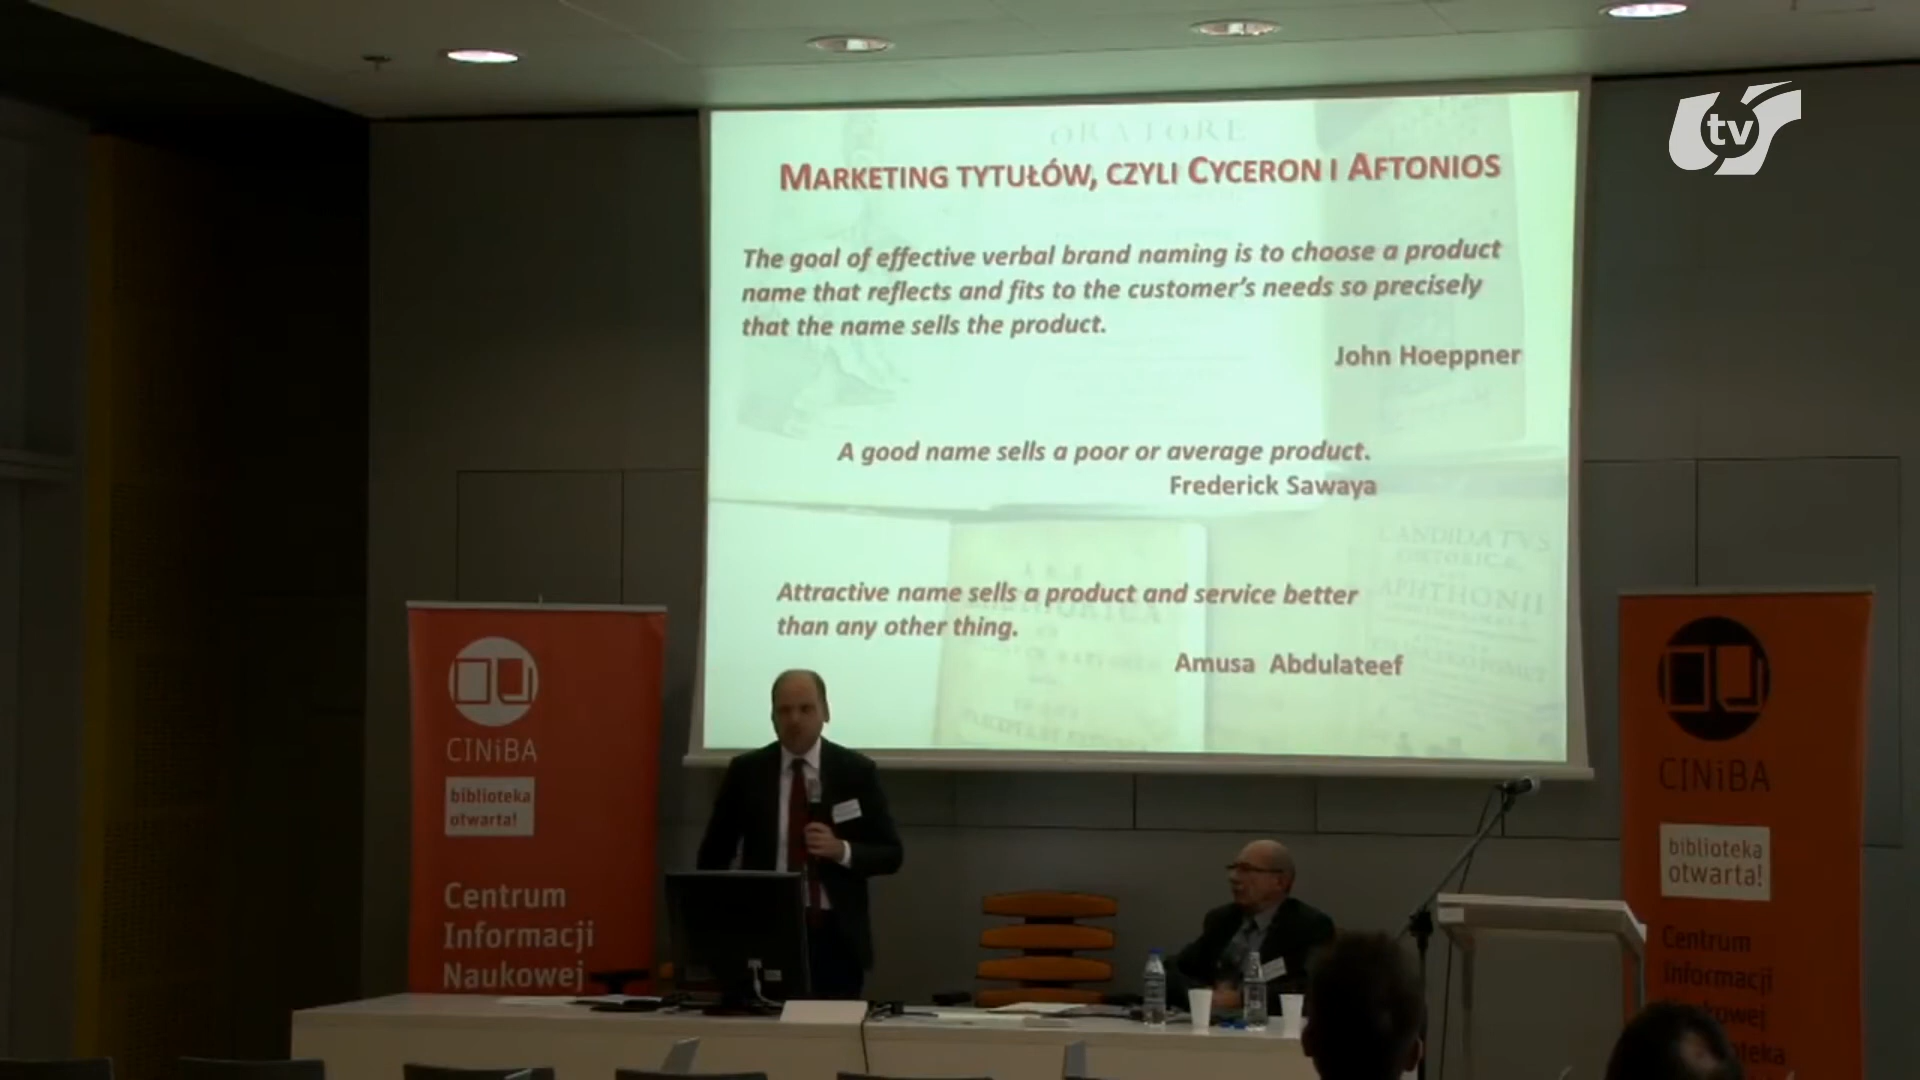 tv
ORATORE
MARKETING TYTUŁÓW, CZYLI CYCERON I AFTONIOS
The goal of effective verbal brand naming is to choose a product
name that reflects and fits to the customer's needs so precisely
that the name sells the product.
John Hoeppner
A good name sells a poor or average product.
Frederick Sawaya
CANDIDATVS
RHETORICÆ
APHTHONII
Attractive name sells a product and service better
than any other thing.
Amusa Abdulateef
CINiBA
biblioteka
otwarta!
Centrum
Informacji
Naukowej
CINiBA
biblioteka
otwarta!
Centrum
Informacji